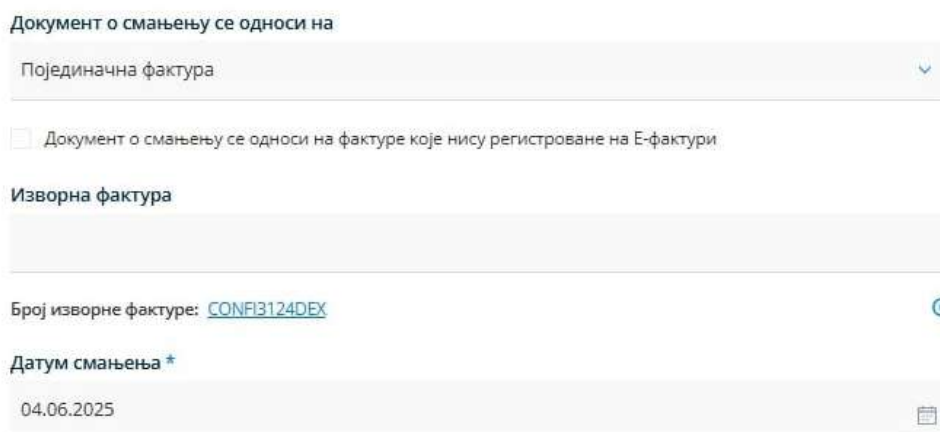 Документ о смањењу се односи на
Појединачна фактура
Документ о смањењу се односи на фактуре које нису регистроване на Е-фактури
Изворна фактура
Број изворне фактуре: CONFI3124DEX
Датум смањења *
04.06.2025